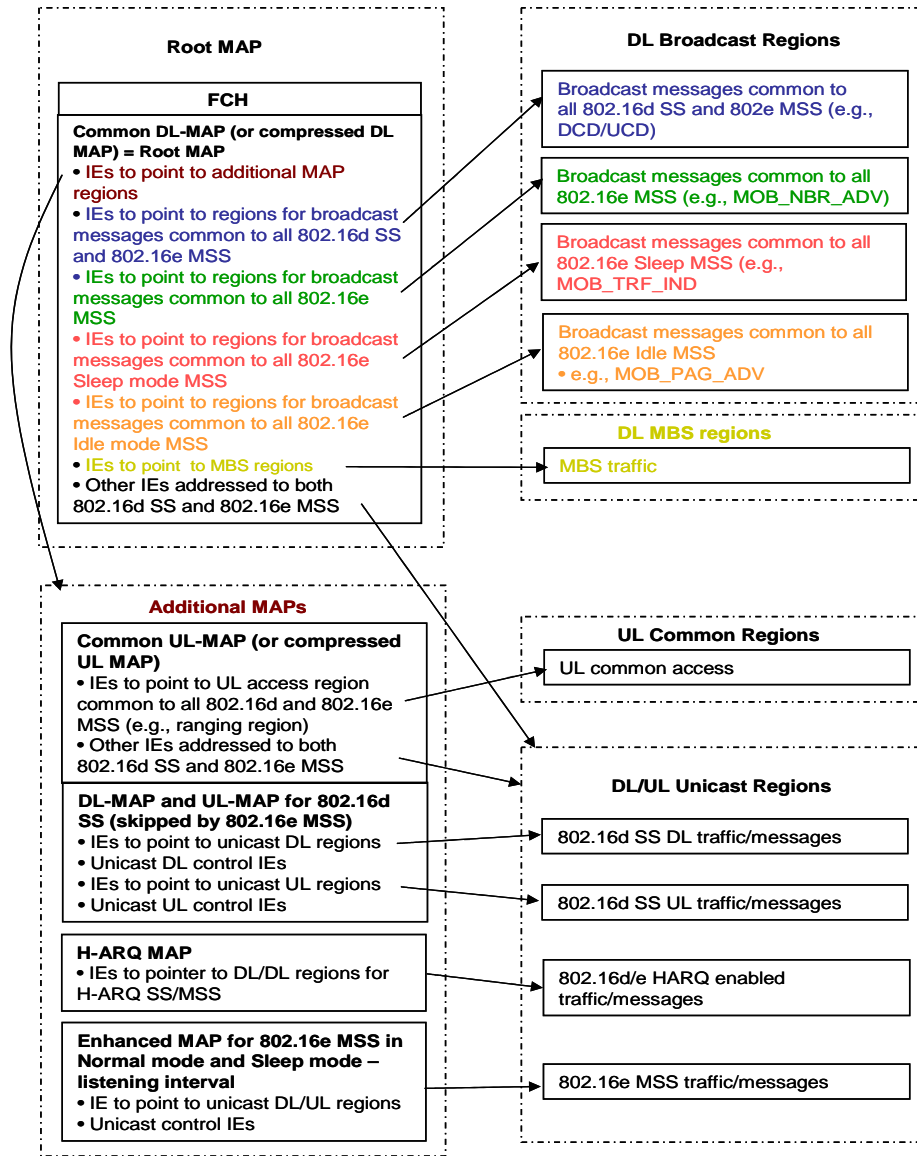 Root MAP
FCH
Common DL-MAP (or compressed DL
MAP) = Root MAP
• IEs to point to additional MAP
regions
• IEs to point to regions for broadcast
messages common to all 802.16d SS
and 802.16e MSS
• IEs to point to regions for broadcast
messages common to all 802.16e
MSS
• IEs to point to regions for broadcast
messages common to all 802.16e
Sleep mode MSS
• IEs to point to regions for broadcast
messages common to all 802.16e
Idle mode MSS
• IEs to point to MBS regions
• Other IEs addressed to both
802.16d SS and 802.16e MSS
DL Broadcast Regions
Broadcast messages common to
all 802.16d SS and 802e MSS (e.g.,
DCD/UCD)
Broadcast messages common to all
802.16e MSS (e.g., MOB_NBR_ADV)
Broadcast messages common to all
802.16e Sleep MSS (e.g.,
MOB_TRF_IND
Broadcast messages common to all
802.16e Idle MSS
• e.g., MOB_PAG_ADV
DL MBS regions
MBS traffic
Additional MAPs
Common UL-MAP (or compressed
UL MAP)
• IEs to point to UL access region
common to all 802.16d and 802.16e
MSS (e.g., ranging region)
• Other IEs addressed to both
802.16d SS and 802.16e MSS
DL-MAP and UL-MAP for 802.16d
SS (skipped by 802.16e MSS)
• IEs to point to unicast DL regions
• Unicast DL control IEs
• IEs to point to unicast UL regions
• Unicast UL control IEs
H-ARQ MAP
• IEs to pointer to DL/DL regions for
H-ARQ SS/MSS
Enhanced MAP for 802.16e MSS in
Normal mode and Sleep mode –
listening interval
• IE to point to unicast DL/UL regions
• Unicast control IEs
UL Common Regions
UL common access
DL/UL Unicast Regions
802.16d SS DL traffic/messages
802.16d SS UL traffic/messages
802.16d/e HARQ enabled
traffic/messages
802.16e MSS traffic/messages